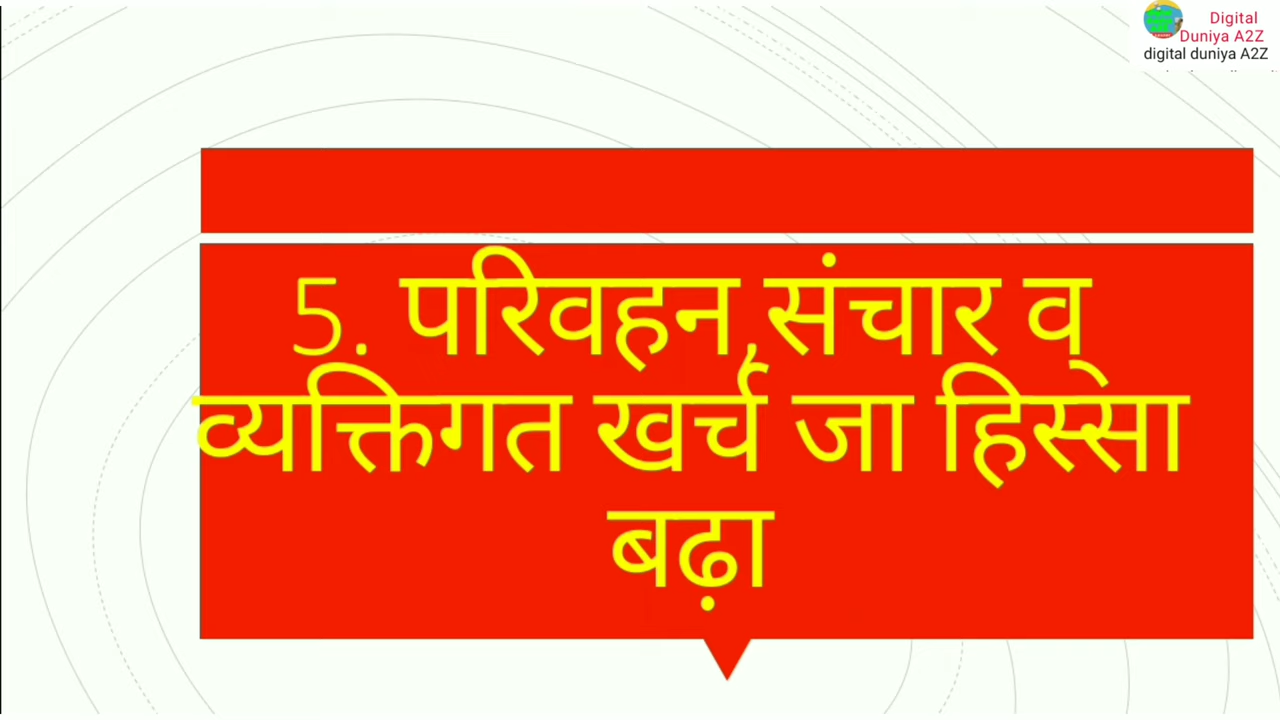 Digital
Duniya A2Z
digital duniya A2Z
5. परिवहन,संचार व्
व्यक्तिगत खर्च जा हिस्सा
बढ़ा